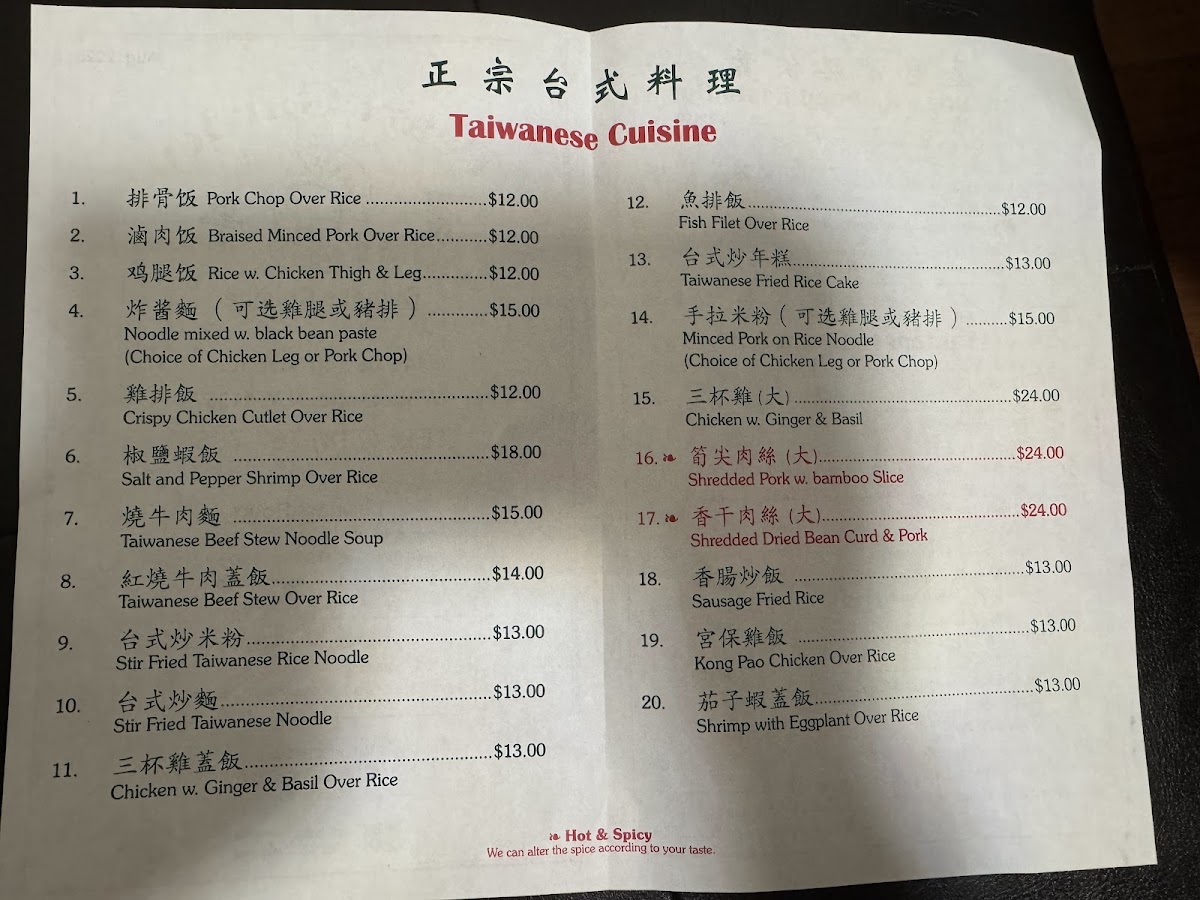 正宗台式料理
Taiwanese Cuisine
1. 排骨饭 Pork Chop Over Rice ........................$12.00
2. 滷肉饭 Braised Minced Pork Over Rice..........$12.00
3. 鸡腿饭 Rice w. Chicken Thigh & Leg.............$12.00
4. 炸酱麵 ( 可选雞腿或豬排 ) ............$15.00
Noodle mixed w. black bean paste
(Choice of Chicken Leg or Pork Chop)
5. 雞排飯 ........................................................$12.00
Crispy Chicken Cutlet Over Rice
6. 椒鹽蝦飯 ...................................................$18.00
Salt and Pepper Shrimp Over Rice
7. 燒牛肉麵 ...................................................$15.00
Taiwanese Beef Stew Noodle Soup
8. 紅燒牛肉蓋飯............................................$14.00
Taiwanese Beef Stew Over Rice
9. 台式炒米粉.................................................$13.00
Stir Fried Taiwanese Rice Noodle
10. 台式炒麵......................................................$13.00
Stir Fried Taiwanese Noodle
11. 三杯雞蓋飯.................................................$13.00
Chicken w. Ginger & Basil Over Rice
12. 魚排飯..................................................$12.00
Fish Filet Over Rice
13. 台式炒年糕..........................................$13.00
Taiwanese Fried Rice Cake
14. 手拉米粉 ( 可选雞腿或豬排 ) .........$15.00
Minced Pork on Rice Noodle
(Choice of Chicken Leg or Pork Chop)
15. 三杯雞 (大)...........................................$24.00
Chicken w. Ginger & Basil
16. 筍尖肉絲 (大).......................................$24.00
Shredded Pork w. bamboo Slice
17. 香干肉絲 (大).......................................$24.00
Shredded Dried Bean Curd & Pork
18. 香腸炒飯 .............................................$13.00
Sausage Fried Rice
19. 宮保雞飯 .............................................$13.00
Kong Pao Chicken Over Rice
20. 茄子蝦蓋飯...........................................$13.00
Shrimp with Eggplant Over Rice
Hot & Spicy
We can alter the spice according to your taste.